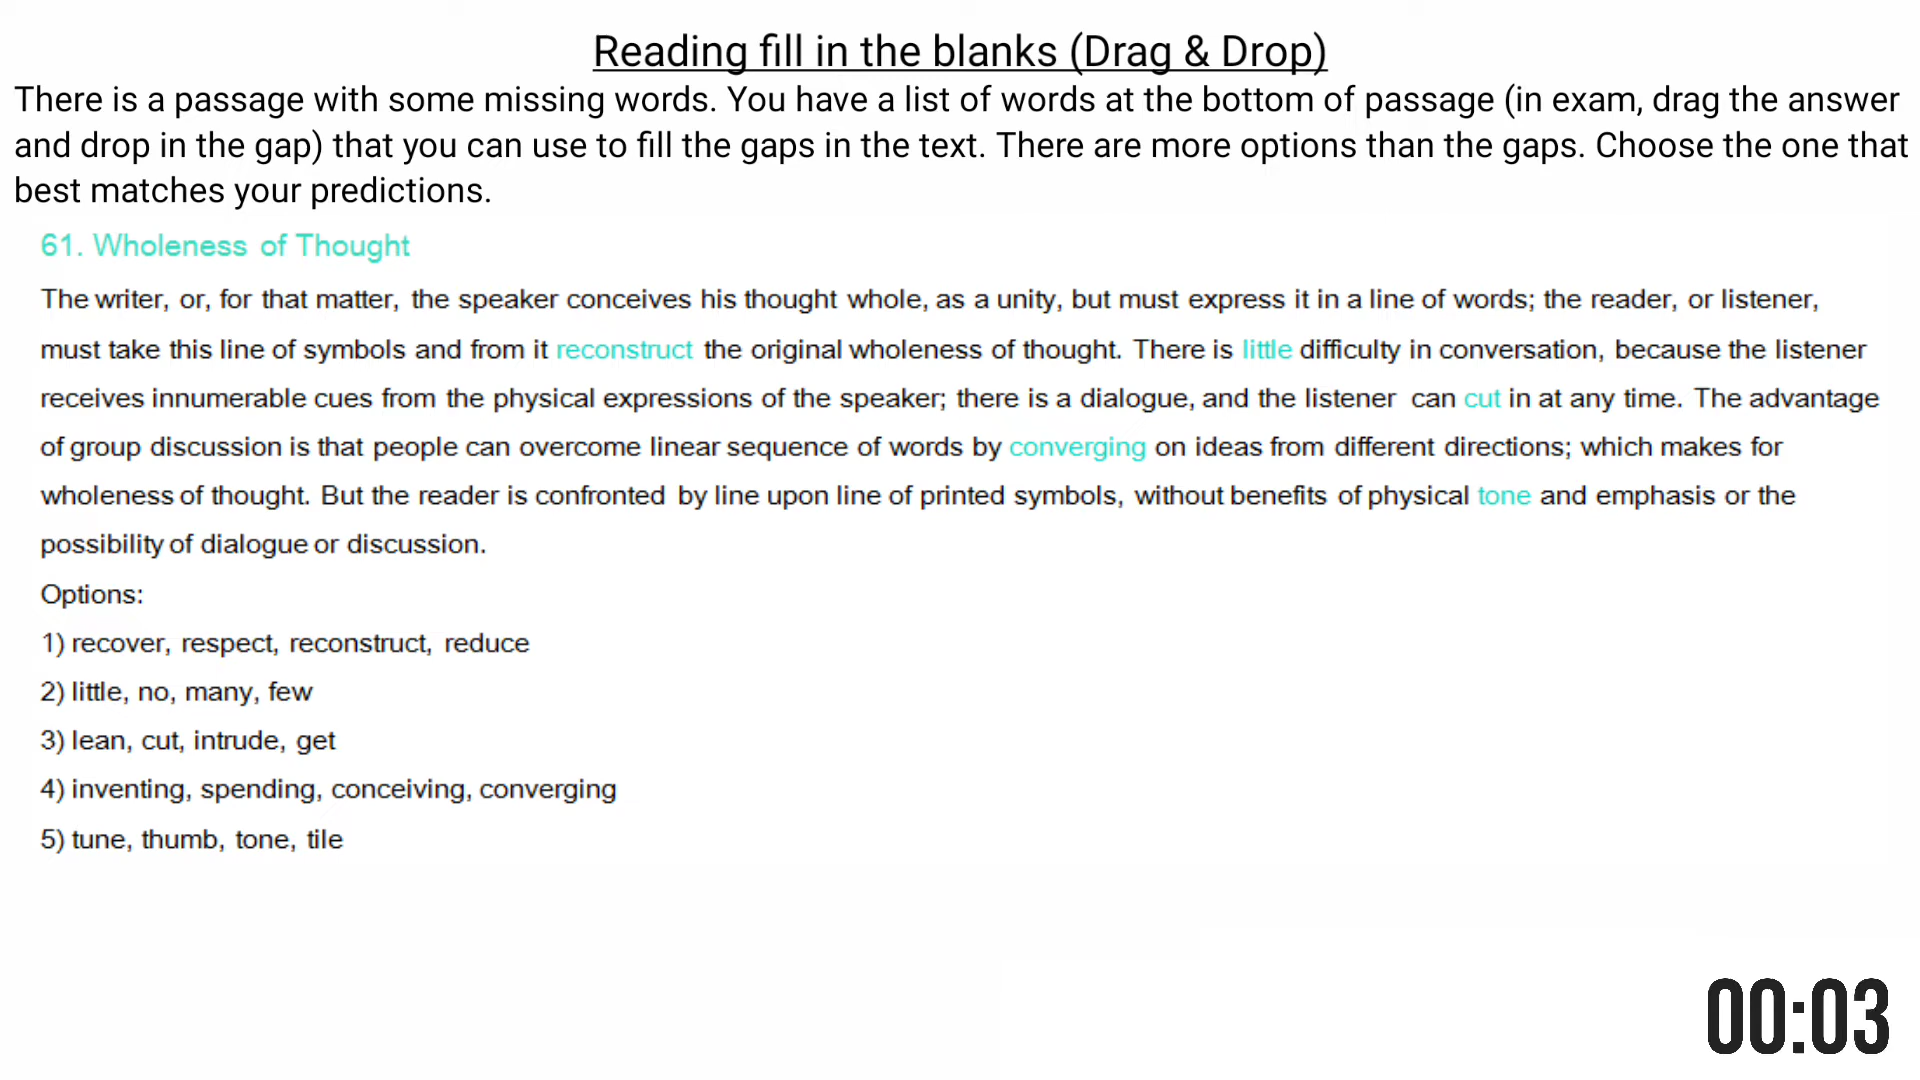 Reading fill in the blanks (Drag & Drop)
There is a passage with some missing words. You have a list of words at the bottom of passage (in exam, drag the answer
and drop in the gap) that you can use to fill the gaps in the text. There are more options than the gaps. Choose the one that
best matches your predictions.
61. Wholeness of Thought
The writer, or, for that matter, the speaker conceives his thought whole, as a unity, but must express it in a line of words; the reader, or listener,
must take this line of symbols and from it reconstruct the original wholeness of thought. There is little difficulty in conversation, because the listener
receives innumerable cues from the physical expressions of the speaker; there is a dialogue, and the listener can cut in at any time. The advantage
of group discussion is that people can overcome linear sequence of words by converging on ideas from different directions; which makes for
wholeness of thought. But the reader is confronted by line upon line of printed symbols, without benefits of physical tone and emphasis or the
possibility of dialogue or discussion.
Options:
1) recover, respect, reconstruct, reduce
2) little, no, many, few
3) lean, cut, intrude, get
4) inventing, spending, conceiving, converging
5) tune, thumb, tone, tile
00:03